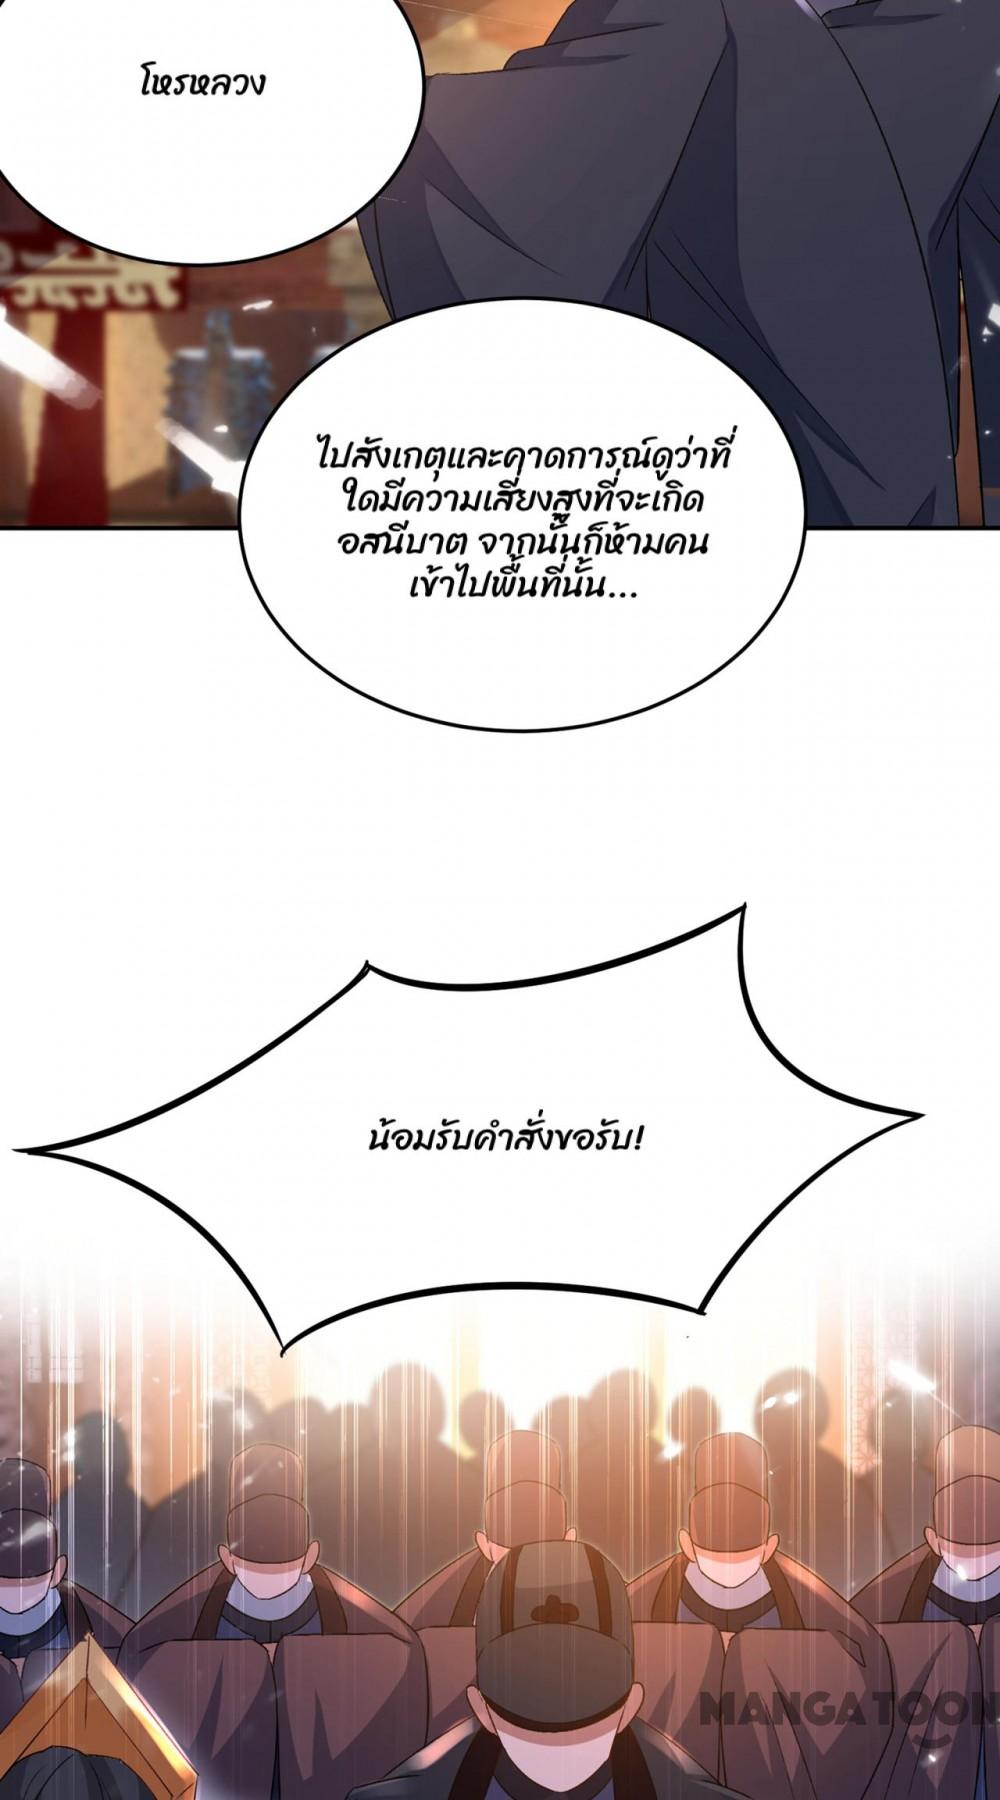 โหรหลวง
ไปสังเกตุและคาดการณ์ดูว่าที่
ใดมีความเสี่ยงสูงที่จะเกิด
อสนีบาต จากนั้นก็ห้ามคน
เข้าไปพื้นที่นั้น...
น้อมรับคำสั่งขอรับ!
MANGATOON